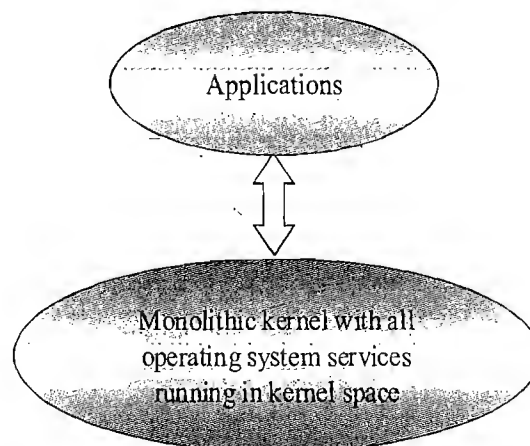 Applications
Monolithic kernel with all
operating system services
running in kernel space